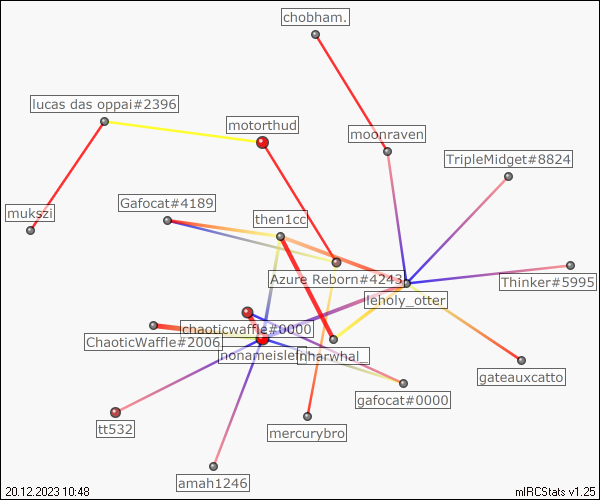 chobham.
lucas das oppai#2396
motorthud
moonraven
TripleMidget#8824
Gafocat#4189
mukszi
then1cc
Azure Reborn#4243
Thinker#5995
leholy_otter
chaoticwaffle#0000
ChaoticWaffle#2006
nonameisleft
narwhal_
gateauxcatto
gafocat#0000
tt532
mercurybro
amah1246
20.12.2023 10:48
mIRCStats v1.25